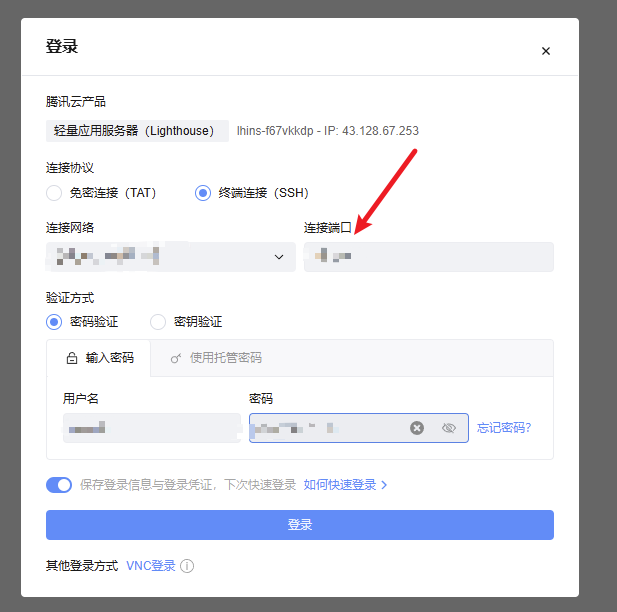 登录
腾讯云产品
轻量应用服务器（Lighthouse） lhins-f67vkkdp - IP: 43.128.67.253
连接协议
免密连接（TAT） 终端连接（SSH）
连接网络 连接端口
验证方式
密码验证 密钥验证
输入密码 使用托管密码
用户名 密码
忘记密码?
保存登录信息与登录凭证，下次快速登录 如何快速登录
登录
其他登录方式 VNC登录